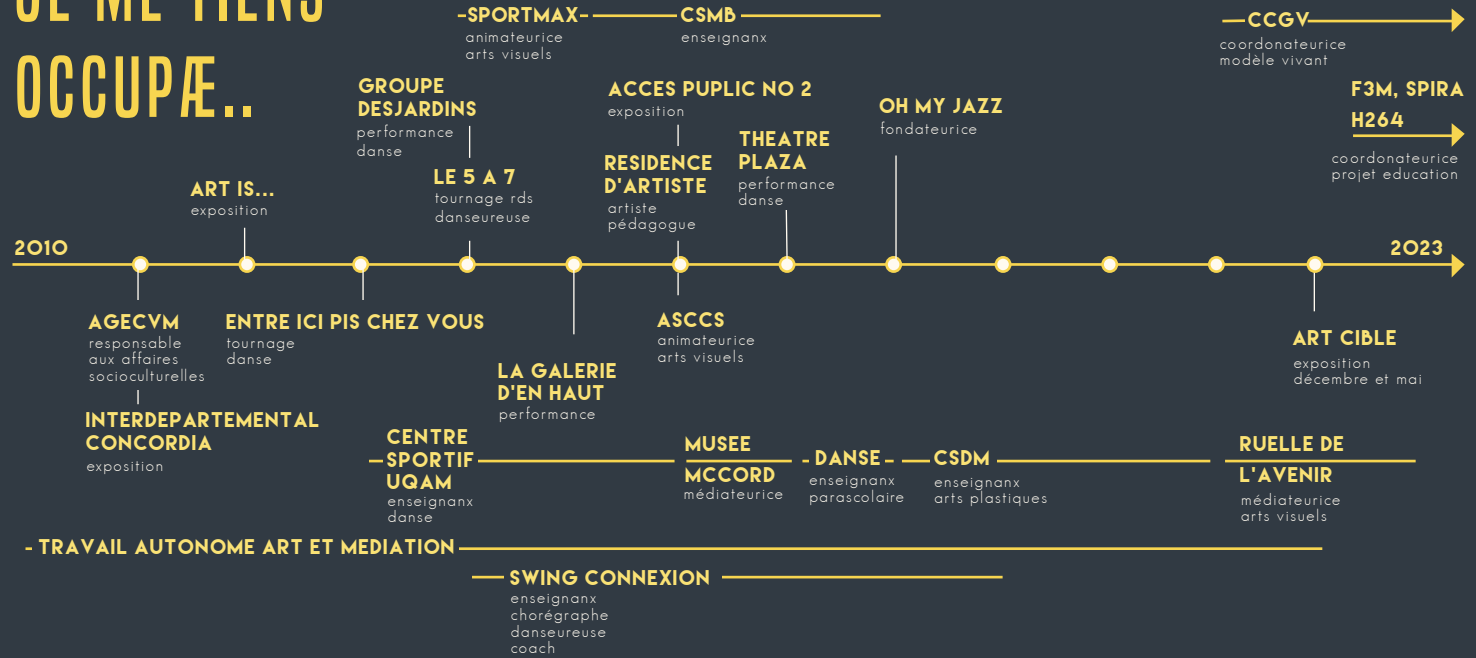 JE ME TIENS
OCCUPÆ..
-SPORTMAX-
animateurice
arts visuels
CSMB
enseignanx
CCGV
coordonateurice
modèle vivant
GROUPE
DESJARDINS
performance
danse
ACCES PUPLIC NO 2
exposition
OH MY JAZZ
fondateurice
F3M, SPIRA
H264
coordonateurice
projet education
ART IS...
exposition
LE 5 A 7
tournage rds
danseureuse
RESIDENCE
D'ARTISTE
artiste
pédagogue
THEATRE
PLAZA
performance
danse
2010
2023
AGECVM
responsable
aux affaires
socioculturelles
INTERDEPARTEMENTAL
CONCORDIA
exposition
ENTRE ICI PIS CHEZ VOUS
tournage
danse
LA GALERIE
D'EN HAUT
performance
ASCCS
animateurice
arts visuels
ART CIBLE
exposition
décembre et mai
CENTRE
SPORTIF
UQAM
enseignanx
danse
MUSEE
MCCORD
médiateurice
- DANSE -
enseignanx
parascolaire
CSDM
enseignanx
arts plastiques
RUELLE DE
L'AVENIR
médiateurice
arts visuels
- TRAVAIL AUTONOME ART ET MEDIATION
SWING CONNEXION
enseignanx
chorégraphe
danseureuse
coach